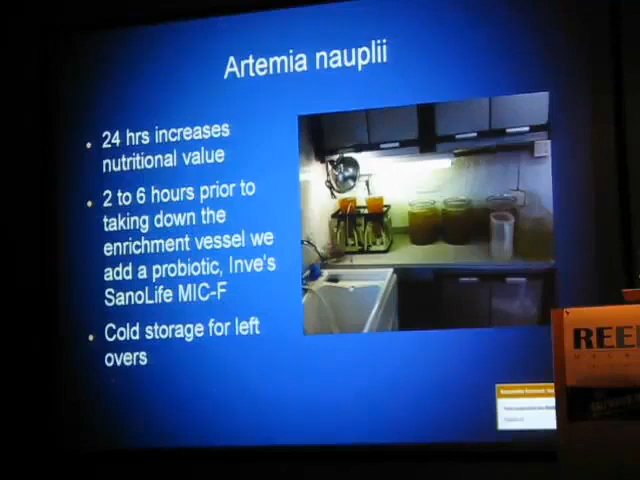 Artemia nauplii
24 hrs increases
nutritional value
2 to 6 hours prior to
taking down the
enrichment vessel we
add a probiotic, Inve's
SanoLife MIC-F
Cold storage for left
overs
REE